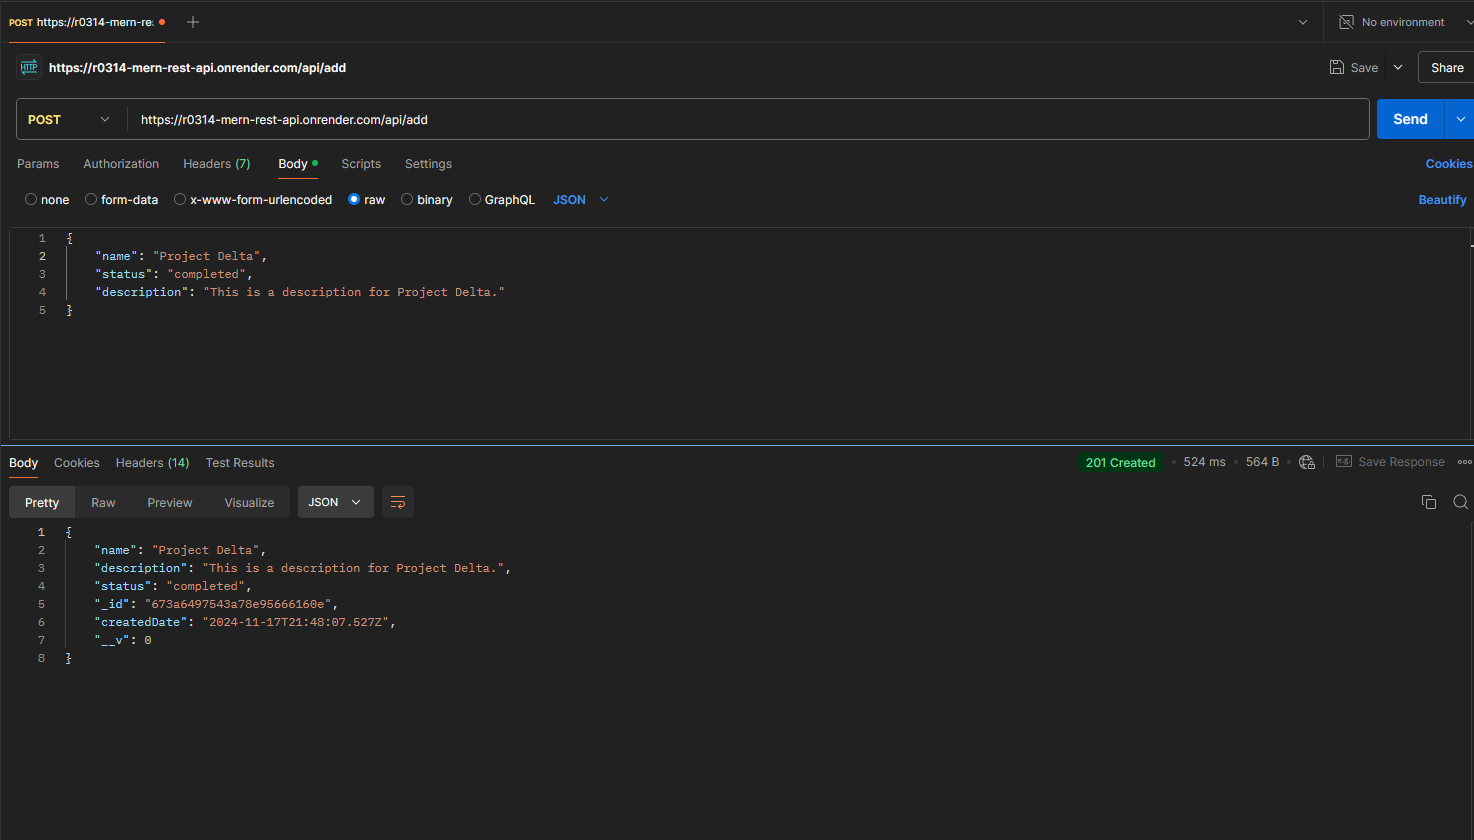 POST https://r0314-mern-re
No environment
HTTP https://r0314-mern-rest-api.onrender.com/api/add
Save
Share
POST
https://r0314-mern-rest-api.onrender.com/api/add
Send
Params Authorization Headers (7) Body Scripts Settings Cookies
none form-data x-www-form-urlencoded raw binary GraphQL JSON Beautify
1 {
2 "name": "Project Delta",
3 "status": "completed",
4 "description": "This is a description for Project Delta."
5 }
Body Cookies Headers (14) Test Results 201 Created 524 ms 564 B e.g. Save Response
Pretty Raw Preview Visualize JSON
1 {
2 "name": "Project Delta",
3 "description": "This is a description for Project Delta.",
4 "status": "completed",
5 "_id": "673a6497543a78e95666160e",
6 "createdDate": "2024-11-17T21:48:07.527Z",
7 "__v": 0
8 }